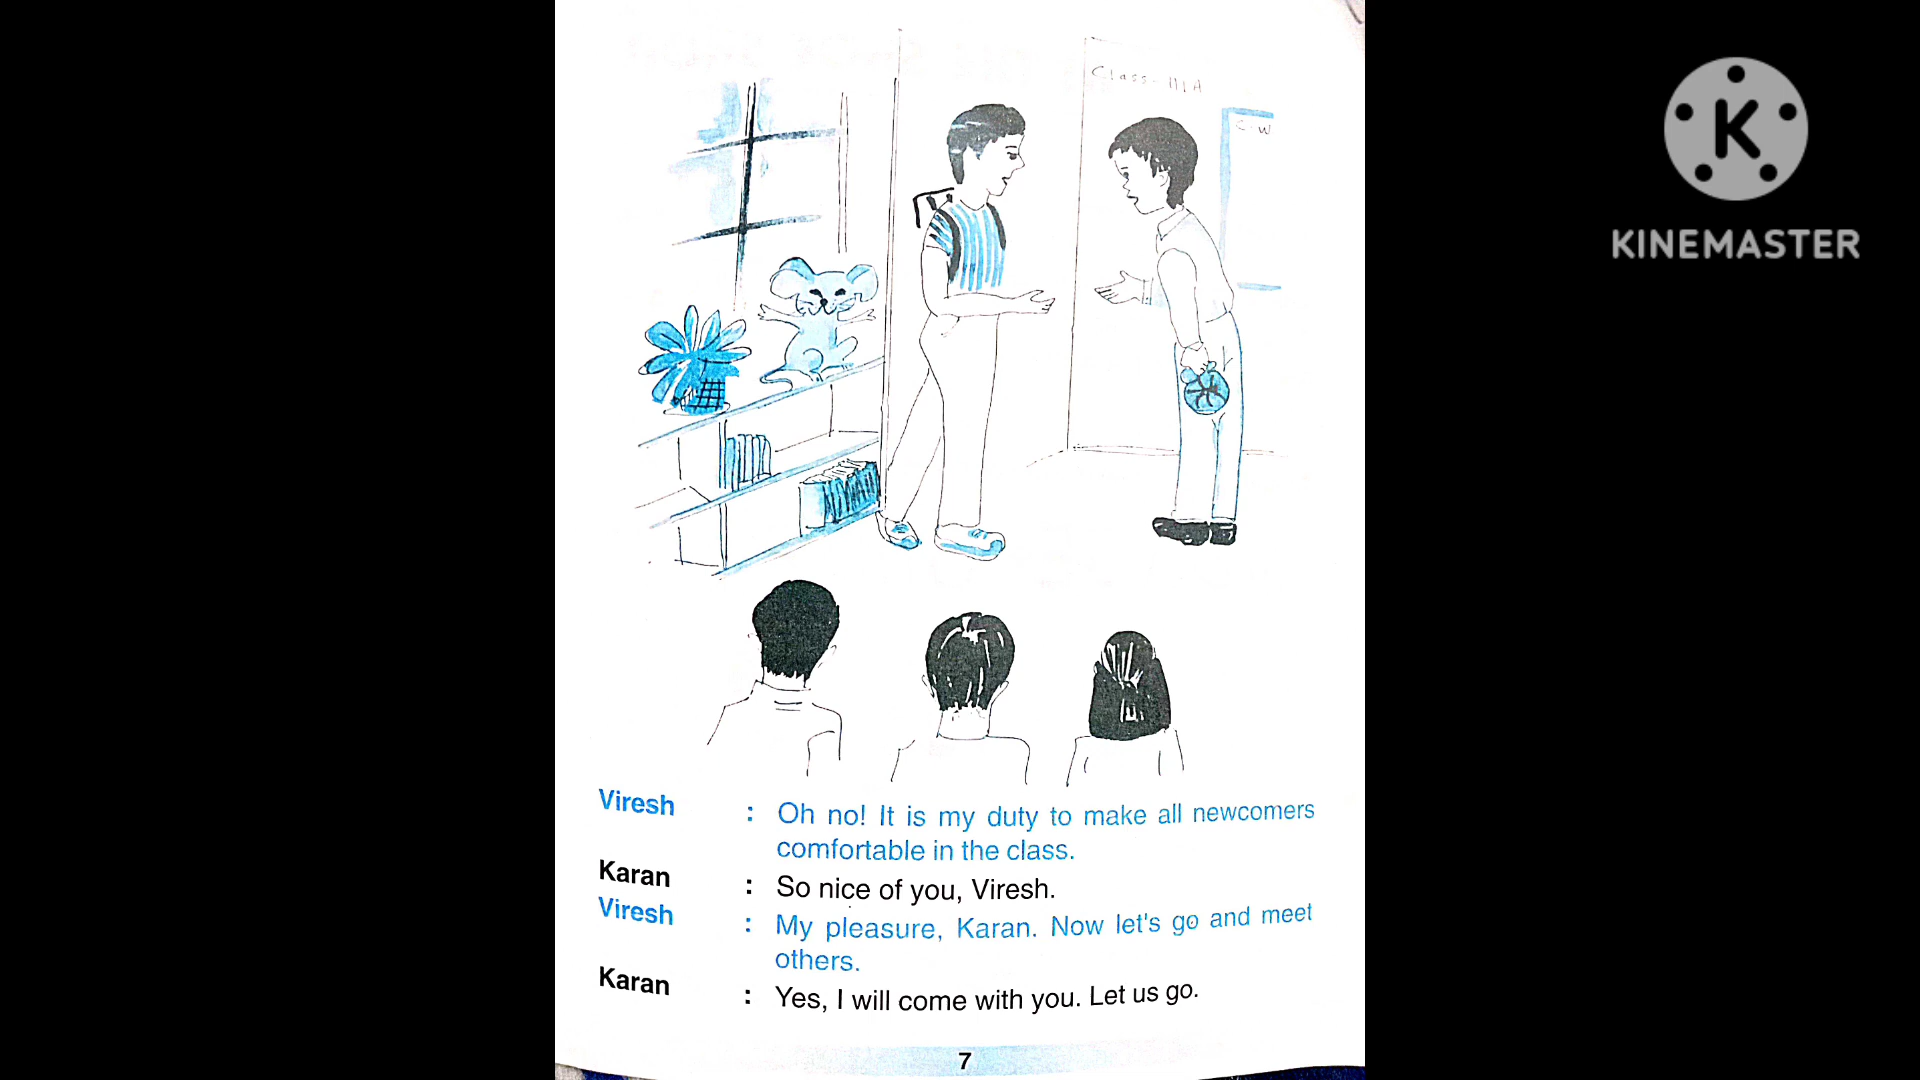 Class-IIIA
C-W
K
KINEMASTER
Viresh : Oh no! It is my duty to make all newcomers
comfortable in the class.
Karan : So nice of you, Viresh.
Viresh : My pleasure, Karan. Now let's go and meet
others.
Karan : Yes, I will come with you. Let us go.
7